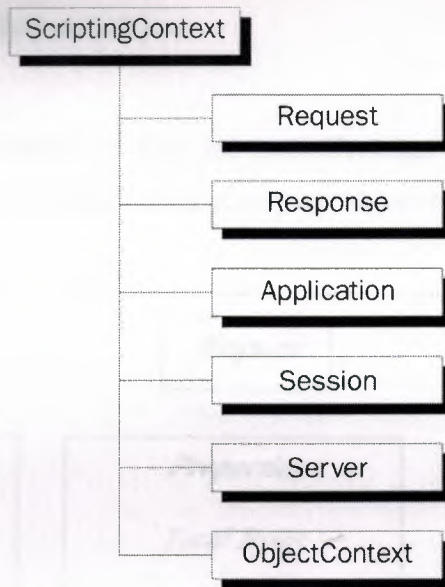 ScriptingContext
Request
Response
Application
Session
Server
ObjectContext